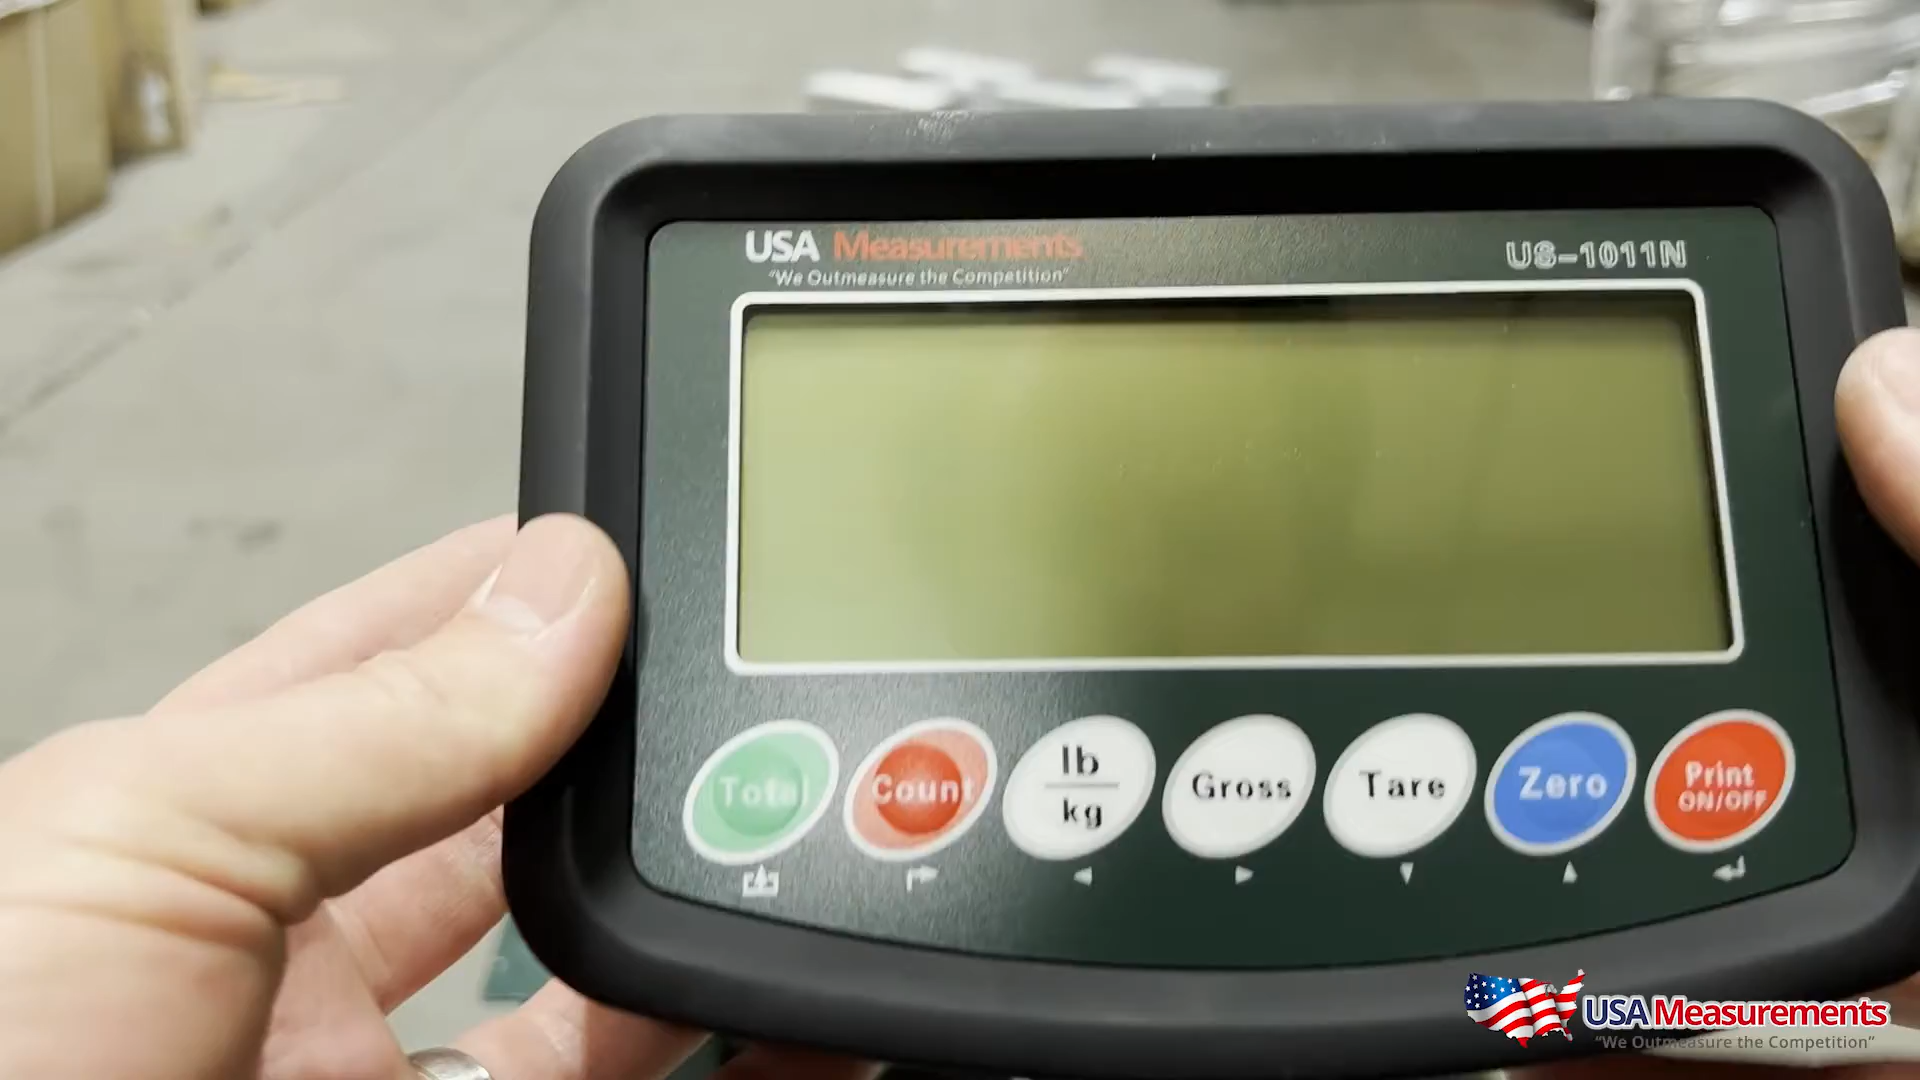 USA Measurements
"We Outmeasure the Competition"
US-1011N
Total
Count
lb
kg
Gross
Tare
Zero
Print
ON/OFF
USA Measurements
"We Outmeasure the Competition"